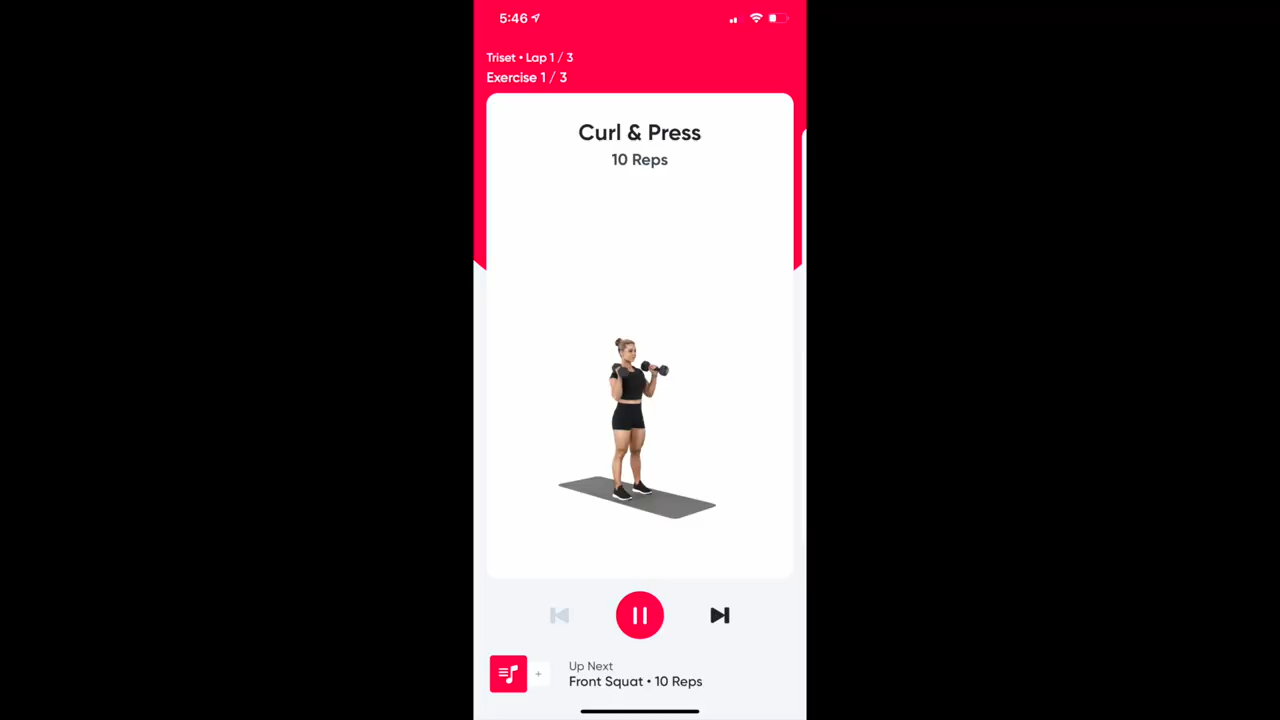 5:46
Triset • Lap 1 / 3
Exercise 1 / 3
Curl & Press
10 Reps
Up Next
Front Squat • 10 Reps